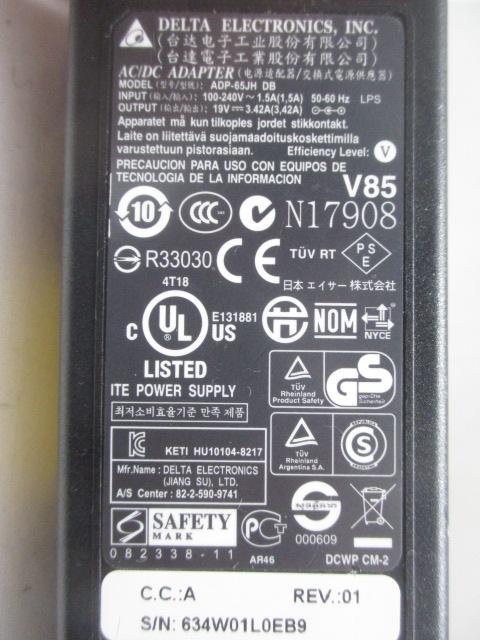 DELTA ELECTRONICS, INC.
(台达电子工业股份有限公司)
(台達電子工業股份有限公司)
AC/DC ADAPTER (电源适配器/交換式電源供應器)
MODEL (型号/型號): ADP-65JH DB
INPUT (输入/輸入): 100-240V ~ 1.5A(1,5A) 50-60 Hz LPS
OUTPUT (输出/輸出): 19V 3.42A(3,42A)
Apparatet må kun tilkoples jordet stikkontakt.
Laite on liitettävä suojamaadoituskoskettimilla
varustettuun pistorasiaan. Efficiency Level: V
PRECAUCION PARA USO CON EQUIPOS DE
TECNOLOGIA DE LA INFORMACION
V85
10 CCC N17908
R33030 CE TÜV RT PSE
4T18 日本エイサー株式会社
C UL US E131881 NOM NYCE
LISTED
ITE POWER SUPPLY
TÜV Rheinland Product Safety GS geprüfte Sicherheit
최저소비효율기준 만족 제품
KETI HU10104-8217
TÜV Rheinland Argentina S.A.
Mfr.Name : DELTA ELECTRONICS
(JIANG SU), LTD.
A/S Center : 82-2-590-9741
SAFETY
MARK
082338-11
AR46
000609
DCWP CM-2
C.C.:A REV.:01
S/N: 634W01L0EB9